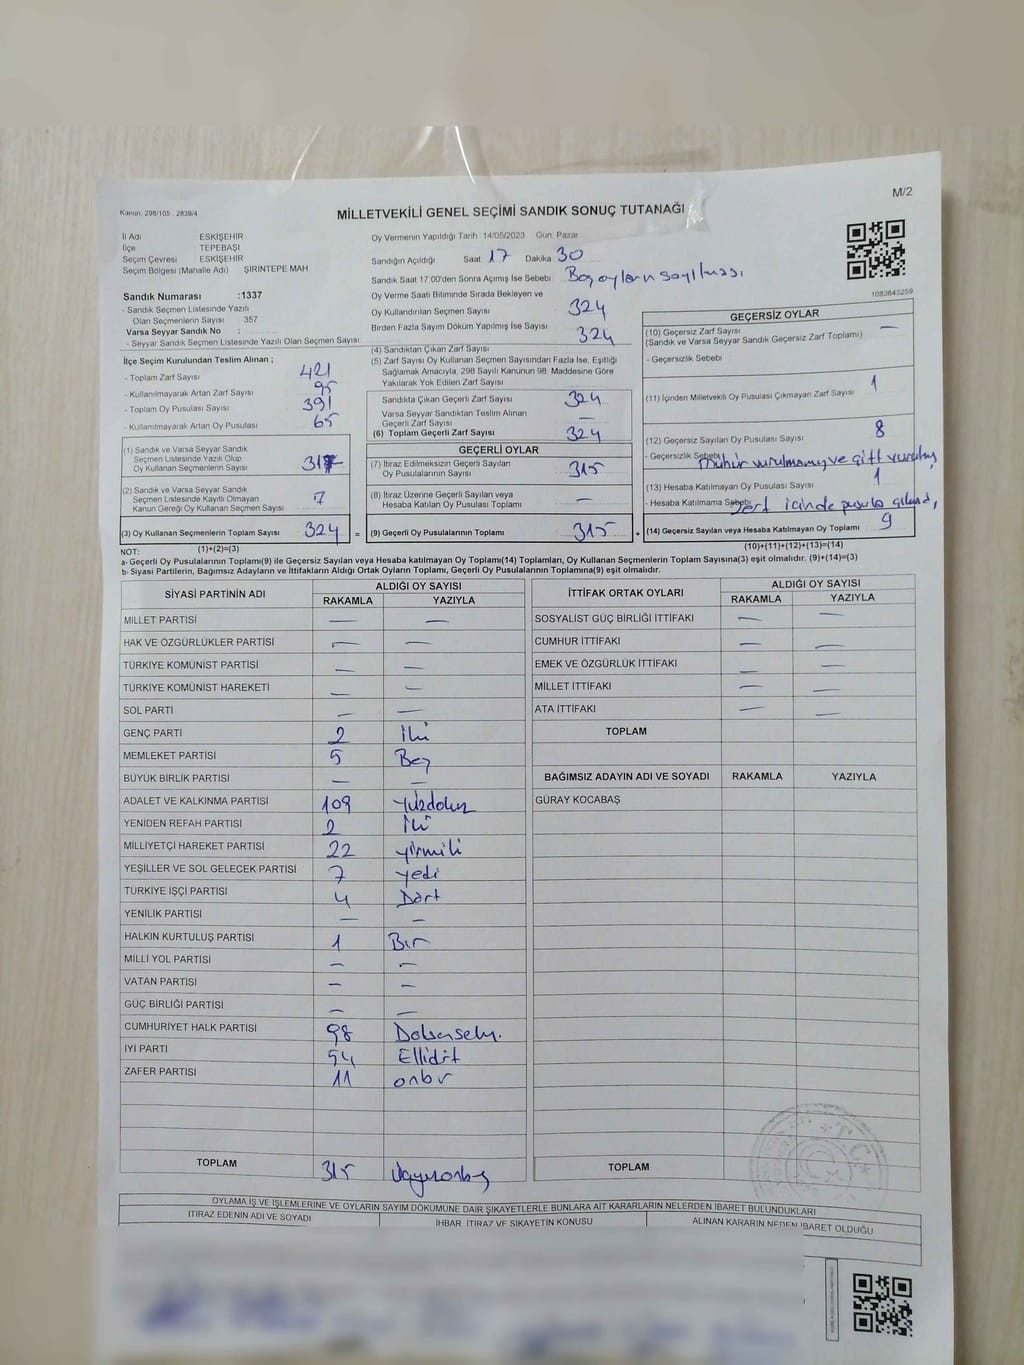 M/2
Kanun. 298/105 . 2839/4
MİLLETVEKİLİ GENEL SEÇİMİ SANDIK SONUÇ TUTANAĞI
İl Adı ESKİŞEHİR
İlçe TEPEBAŞI
Seçim Çevresi ESKİŞEHİR
Seçim Bölgesi (Mahalle Adı) ŞİRİNTEPE MAH
Sandık Numarası :1337
- Sandık Seçmen Listesinde Yazılı
Olan Seçmenlerin Sayısı 357
Varsa Seyyar Sandık No :
- Seyyar Sandık Seçmen Listesinde Yazılı Olan Seçmen Sayısı
İlçe Seçim Kurulundan Teslim Alınan ;
- Toplam Zarf Sayısı 421
- Kullanılmayarak Artan Zarf Sayısı 95
- Toplam Oy Pusulası Sayısı 391
- Kullanılmayarak Artan Oy Pusulası 65
(1) Sandık ve Varsa Seyyar Sandık
Seçmen Listesinde Yazılı Olup
Oy Kullanan Seçmenlerin Sayısı 317
(2) Sandık ve Varsa Seyyar Sandık
Seçmen Listesinde Kayıtlı Olmayan
Kanun Gereği Oy Kullanan Seçmen Sayısı 7
(3) Oy Kullanan Seçmenlerin Toplam Sayısı 324 =
Oy Vermenin Yapıldığı Tarih 14/05/2023 Gün. Pazar
Sandığın Açıldığı Saat 17 Dakika 30
Sandık Saat 17.00'den Sonra Açılmış İse Sebebi Boş oyların sayılması
Oy Verme Saati Bitiminde Sırada Bekleyen ve
Oy Kullandırılan Seçmen Sayısı 324
Birden Fazla Sayım Döküm Yapılmış İse Sayısı 324
(4) Sandıktan Çıkan Zarf Sayısı
(5) Zarf Sayısı Oy Kullanan Seçmen Sayısından Fazla İse, Eşitliği
Sağlamak Amacıyla, 298 Sayılı Kanunun 98. Maddesine Göre
Yakılarak Yok Edilen Zarf Sayısı
Sandıkta Çıkan Geçerli Zarf Sayısı 324
Varsa Seyyar Sandıktan Teslim Alınan
Geçerli Zarf Sayısı —
(6) Toplam Geçerli Zarf Sayısı 324
GEÇERLİ OYLAR
(7) İtiraz Edilmeksizin Geçerli Sayılan
Oy Pusulalarının Sayısı 315
(8) İtiraz Üzerine Geçerli Sayılan veya
Hesaba Katılan Oy Pusulaları Toplamı —
(9) Geçerli Oy Pusulalarının Toplamı 315 +
1083643259
GEÇERSİZ OYLAR
(10) Geçersiz Zarf Sayısı —
(Sandık ve Varsa Seyyar Sandık Geçersiz Zarf Toplamı)
- Geçersizlik Sebebi
(11) İçinden Milletvekili Oy Pusulası Çıkmayan Zarf Sayısı 1
(12) Geçersiz Sayılan Oy Pusulası Sayısı 8
- Geçersizlik Sebebi Mühür vurulmamış ve çift vurulmuş
(13) Hesaba Katılmayan Oy Pusulası Sayısı 1
- Hesaba Katılmama Sebebi Zarf içinde pusula
(14) Geçersiz Sayılan veya Hesaba Katılmayan Oy Toplamı 9
NOT: (1)+(2)=(3) (10)+(11)+(12)+(13)=(14)
a- Geçerli Oy Pusulalarının Toplamı(9) ile Geçersiz Sayılan veya Hesaba Katılmayan Oy Toplamı(14) Toplamları, Oy Kullanan Seçmenlerin Toplam Sayısına(3) eşit olmalıdır. (9)+(14)=(3)
b- Siyasi Partilerin, Bağımsız Adayların ve İttifakların Aldığı Ortak Oyların Toplamı, Geçerli Oy Pusulalarının Toplamına(9) eşit olmalıdır.
SİYASİ PARTİNİN ADI ALDIĞI OY SAYISI
RAKAMLA YAZIYLA
MİLLET PARTİSİ — —
HAK VE ÖZGÜRLÜKLER PARTİSİ — —
TÜRKİYE KOMÜNİST PARTİSİ — —
TÜRKİYE KOMÜNİST HAREKETİ — —
SOL PARTİ — —
GENÇ PARTİ 2 İki
MEMLEKET PARTİSİ 5 Beş
BÜYÜK BİRLİK PARTİSİ — —
ADALET VE KALKINMA PARTİSİ 109 Yüzdokuz
YENİDEN REFAH PARTİSİ 2 İki
MİLLİYETÇİ HAREKET PARTİSİ 22 yirmiiki
YEŞİLLER VE SOL GELECEK PARTİSİ 7 yedi
TÜRKİYE İŞÇİ PARTİSİ 4 Dört
YENİLİK PARTİSİ — —
HALKIN KURTULUŞ PARTİSİ 1 Bir
MİLLİ YOL PARTİSİ — —
VATAN PARTİSİ — —
GÜÇ BİRLİĞİ PARTİSİ — —
CUMHURİYET HALK PARTİSİ 98 Doksansekiz
İYİ PARTİ 54 Ellidört
ZAFER PARTİSİ 11 onbir
TOPLAM 315 Üçyüzonbeş
İTTİFAK ORTAK OYLARI ALDIĞI OY SAYISI
RAKAMLA YAZIYLA
SOSYALİST GÜÇ BİRLİĞİ İTTİFAKI — —
CUMHUR İTTİFAKI — —
EMEK VE ÖZGÜRLÜK İTTİFAKI — —
MİLLET İTTİFAKI — —
ATA İTTİFAKI — —
TOPLAM
BAĞIMSIZ ADAYIN ADI VE SOYADI RAKAMLA YAZIYLA
GÜRAY KOCABAŞ
TOPLAM
OYLAMA İŞ VE İŞLEMLERİNE VE OYLARIN SAYIM DÖKÜMÜNE DAİR ŞİKAYETLERLE BUNLARA AİT KARARLARIN NELERDEN İBARET BULUNDUKLARI
İTİRAZ EDENİN ADI VE SOYADI İHBAR, İTİRAZ VE ŞİKAYETİN KONUSU ALINAN KARARIN NEDEN İBARET OLDUĞU